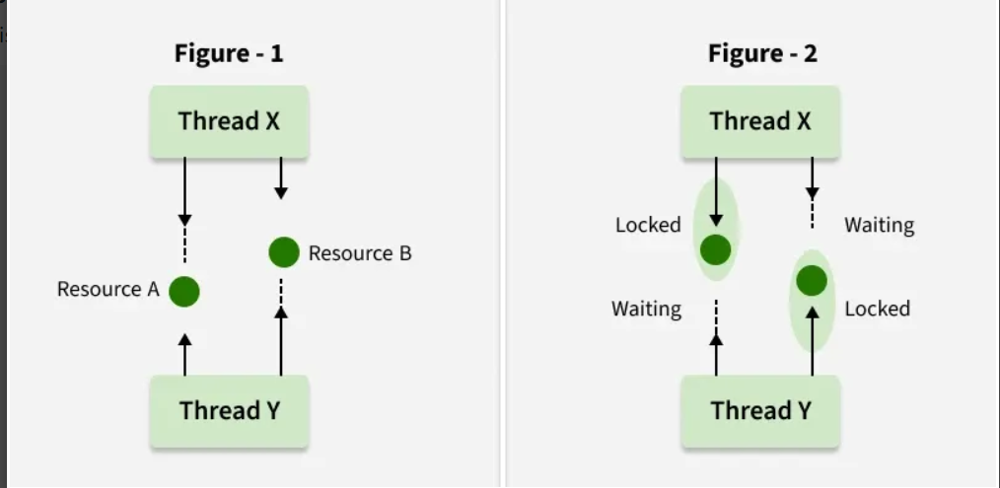 Figure - 1
Thread X
Resource B
Resource A
Thread Y
Figure - 2
Thread X
Locked
Waiting
Waiting
Locked
Thread Y